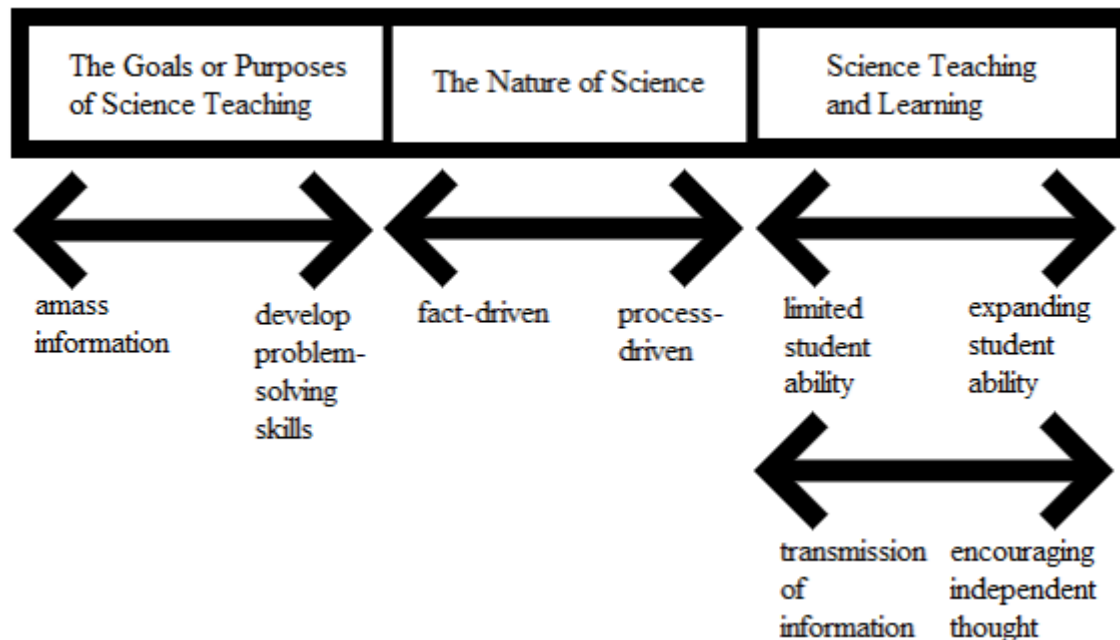 The Goals or Purposes
of Science Teaching
The Nature of Science
Science Teaching
and Learning
amass
information
develop
problem-
solving
skills
fact-driven
process-
driven
limited
student
ability
expanding
student
ability
transmission
of
information
encouraging
independent
thought